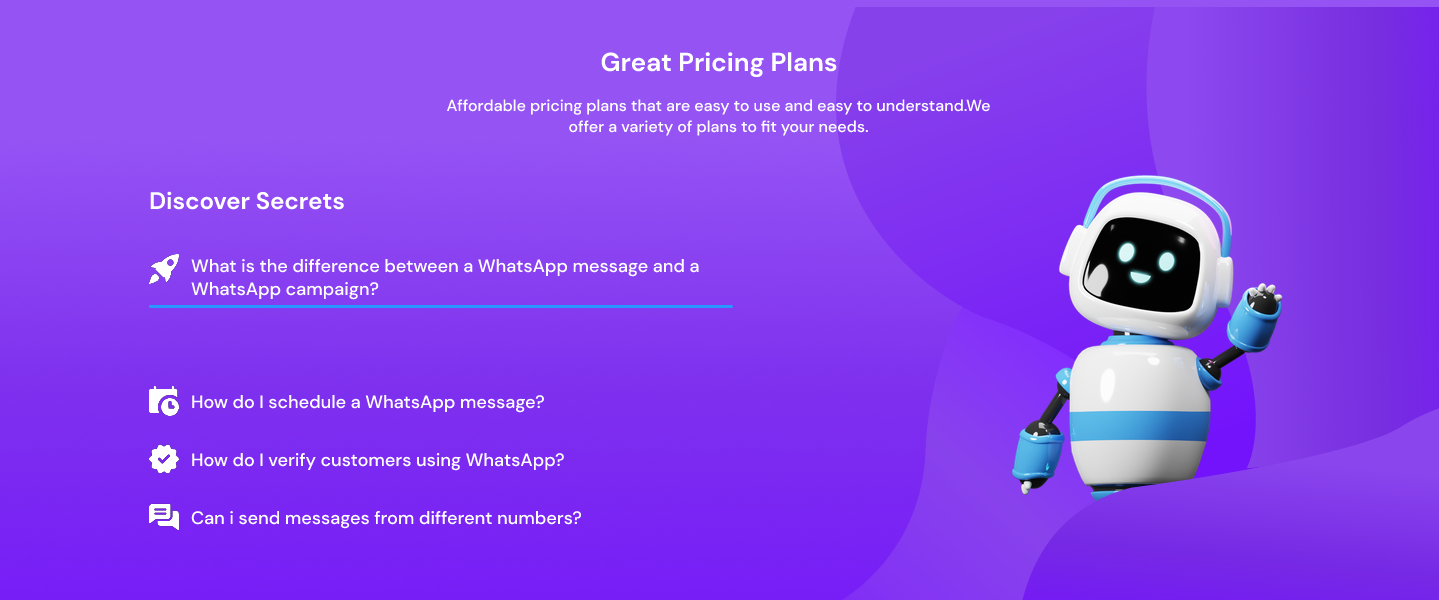 Great Pricing Plans
Affordable pricing plans that are easy to use and easy to understand.We
offer a variety of plans to fit your needs.
Discover Secrets
What is the difference between a WhatsApp message and a
WhatsApp campaign?
How do I schedule a WhatsApp message?
How do I verify customers using WhatsApp?
Can i send messages from different numbers?